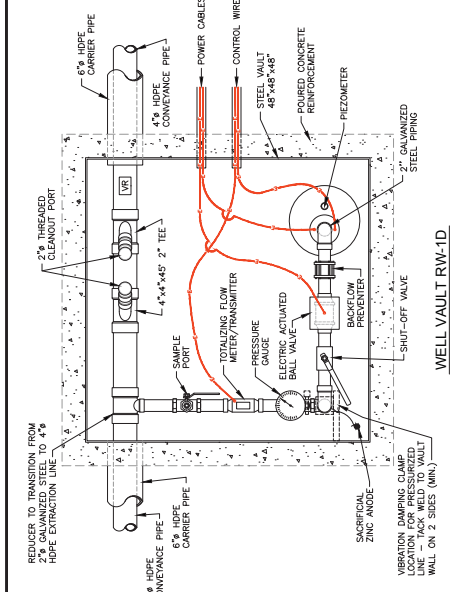 6"ø HDPE
CARRIER PIPE
4"ø HDPE
CONVEYANCE PIPE
POWER CABLES
CONTROL WIRE
STEEL VAULT
48"x48"x48"
POURED CONCRETE
REINFORCEMENT
PIEZOMETER
2" GALVANIZED
STEEL PIPING
2"ø THREADED
CLEANOUT PORT
VR
4"x4"x45° 2" TEE
SAMPLE
PORT
TOTALIZING FLOW
METER/TRANSMITTER
PRESSURE
GAUGE
ELECTRIC ACTUATED
BALL VALVE
BACKFLOW
PREVENTER
SHUT-OFF VALVE
REDUCER TO TRANSITION FROM
2"ø GALVANIZED STEEL TO 4"ø
HDPE EXTRACTION LINE
ø HDPE
ONVEYANCE PIPE
6"ø HDPE
CARRIER PIPE
SACRIFICIAL
ZINC ANODE
VIBRATION DAMPING CLAMP
LOCATION FOR PRESSURIZED
LINE - TACK WELD TO VAULT
WALL ON 2 SIDES (MIN.)
WELL VAULT RW-1D